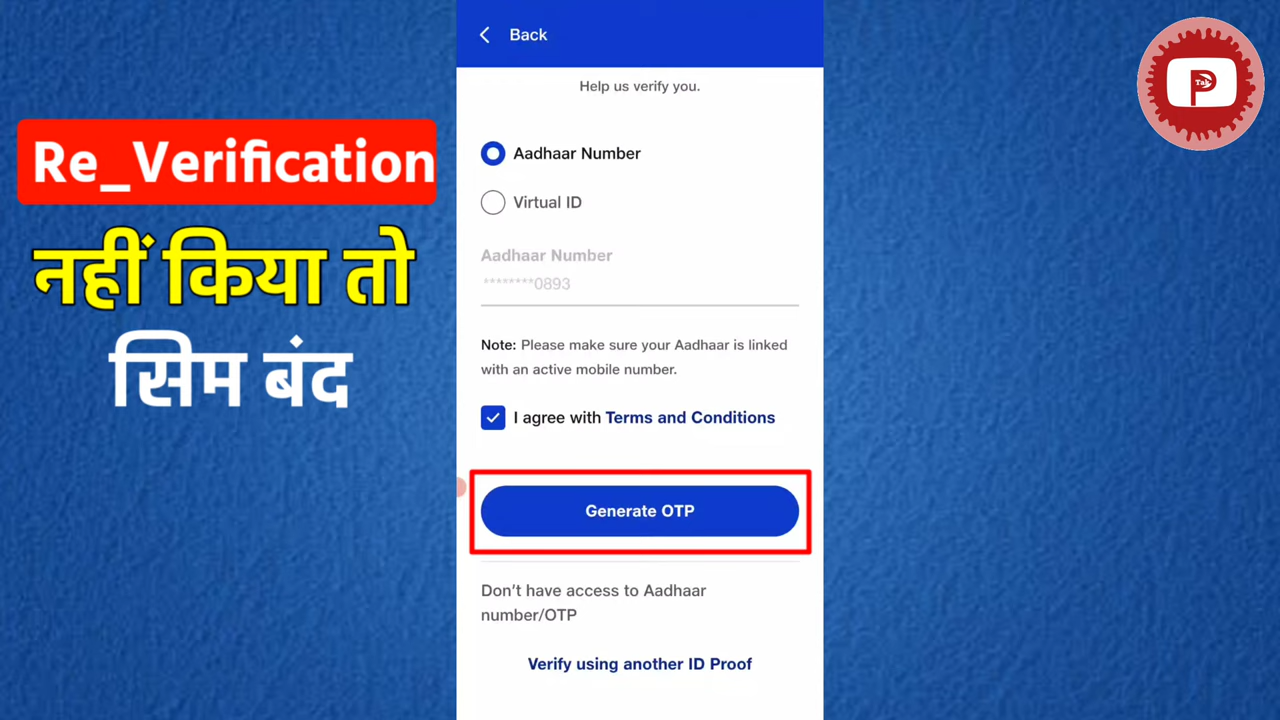 Back
Help us verify you.
Re_Verification
नहीं किया तो
सिम बंद
Aadhaar Number
Virtual ID
Aadhaar Number
********0893
Note: Please make sure your Aadhaar is linked
with an active mobile number.
I agree with Terms and Conditions
Generate OTP
Don’t have access to Aadhaar
number/OTP
Verify using another ID Proof
P
Tak